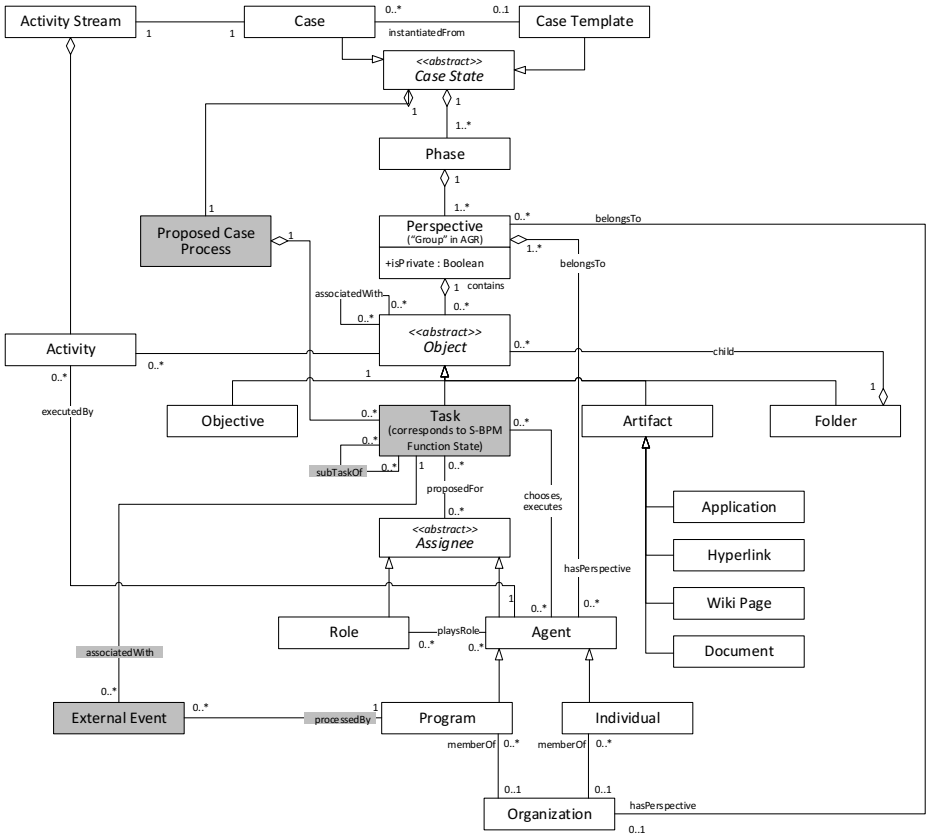 Activity Stream
1
1
Case
0..*
0..1
instantiatedFrom
Case Template
<<abstract>>
Case State
1
1
1..*
Phase
1
1..*
1
Proposed Case
Process
1
Perspective
("Group" in AGR)
+isPrivate : Boolean
0..*
belongsTo
1..*
belongsTo
1
contains
0..*
associatedWith
0..*
0..*
<<abstract>>
Object
0..*
child
1
Activity
0..*
0..*
1
executedBy
Objective
0..*
Task
(corresponds to S-BPM
Function State)
0..*
Artifact
Folder
0..*
subTaskOf
0..*
1
0..*
proposedFor
0..*
chooses,
executes
<<abstract>>
Assignee
Application
Hyperlink
Wiki Page
Document
hasPerspective
1
0..*
0..*
Role
playsRole
0..*
0..*
Agent
associatedWith
0..*
External Event
0..*
processedBy
1
Program
Individual
memberOf
0..*
memberOf
0..*
0..1
0..1
Organization
hasPerspective
0..1